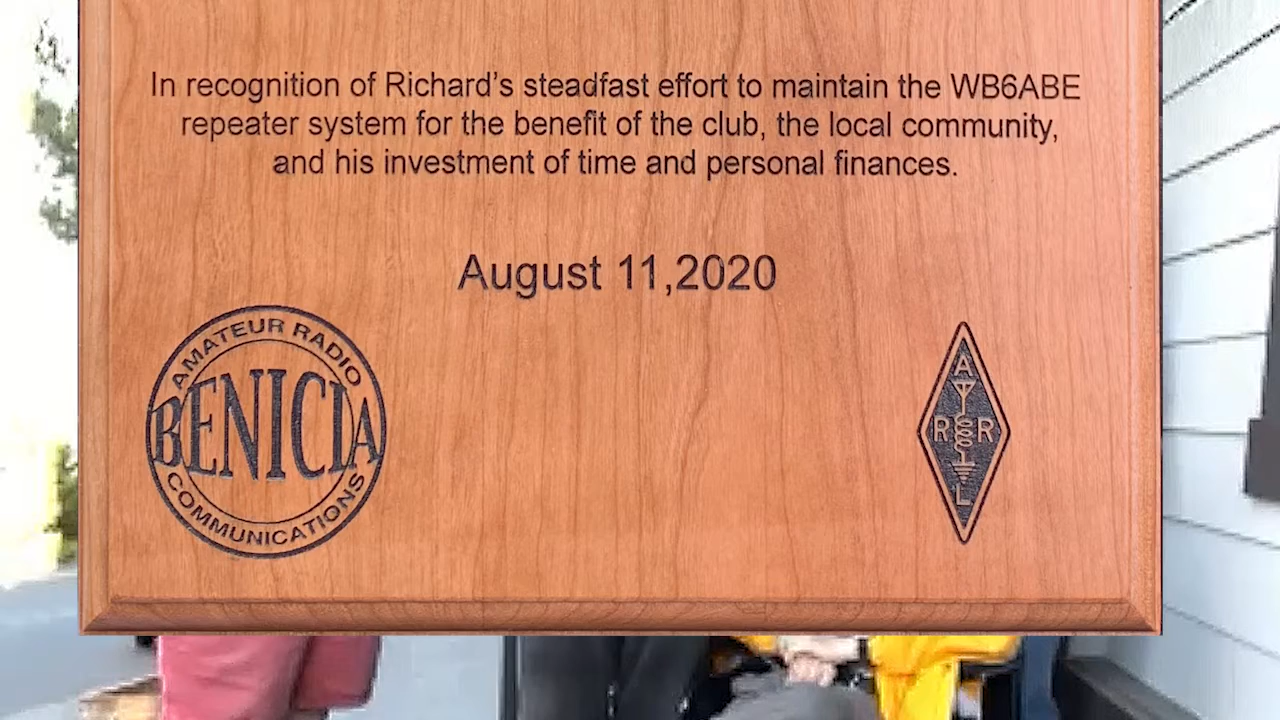 In recognition of Richard's steadfast effort to maintain the WB6ABE
repeater system for the benefit of the club, the local community,
and his investment of time and personal finances.
August 11,2020
AMATEUR RADIO
BENICIA
COMMUNICATIONS
A
R R
L